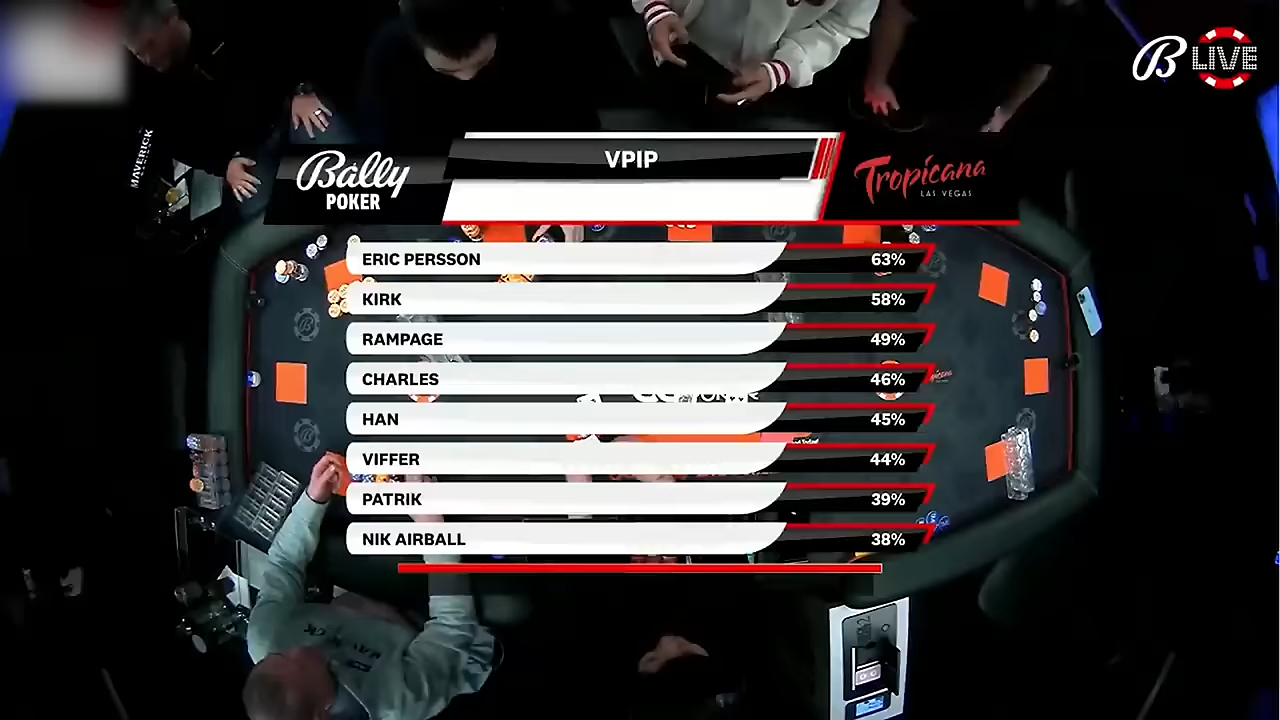 B LIVE
MAVERICK
Bally
POKER
VPIP
Tropicana
LAS VEGAS
ERIC PERSSON 63%
KIRK 58%
RAMPAGE 49%
CHARLES 46%
HAN 45%
VIFFER 44%
PATRIK 39%
NIK AIRBALL 38%